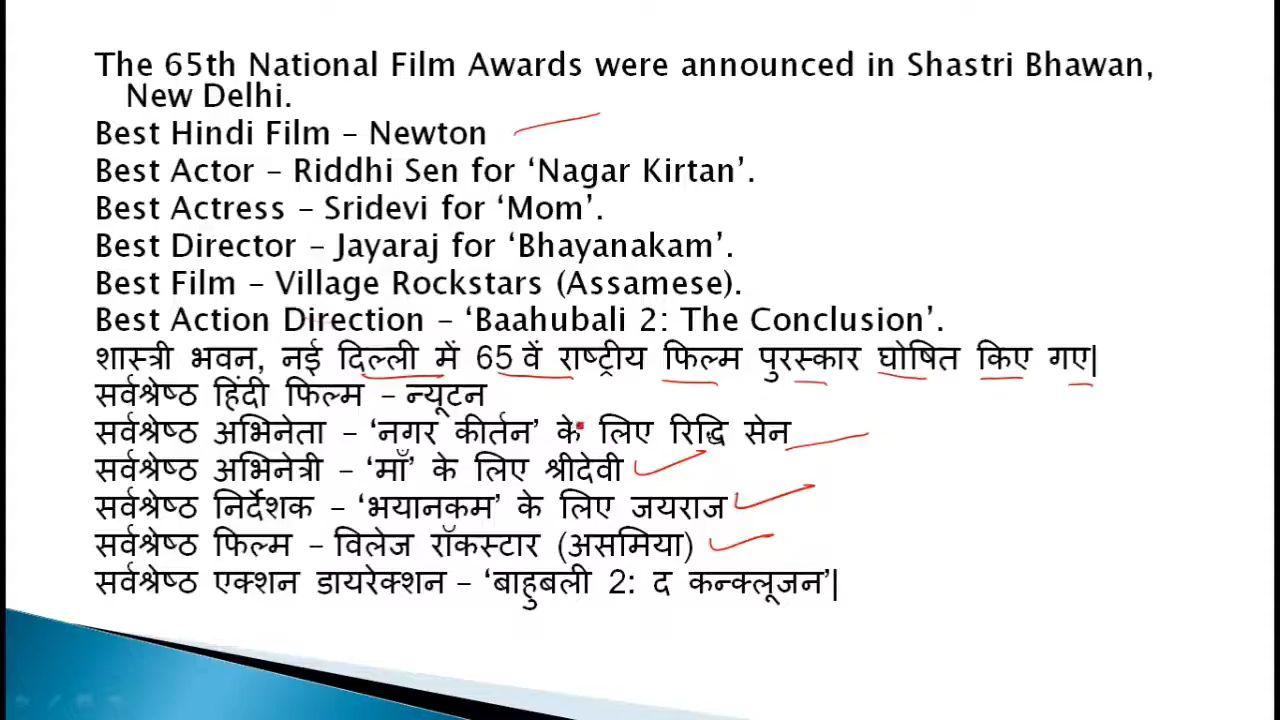 The 65th National Film Awards were announced in Shastri Bhawan,
New Delhi.
Best Hindi Film – Newton
Best Actor – Riddhi Sen for ‘Nagar Kirtan’.
Best Actress – Sridevi for ‘Mom’.
Best Director – Jayaraj for ‘Bhayanakam’.
Best Film – Village Rockstars (Assamese).
Best Action Direction – ‘Baahubali 2: The Conclusion’.
शास्त्री भवन, नई दिल्ली में 65 वें राष्ट्रीय फिल्म पुरस्कार घोषित किए गए|
सर्वश्रेष्ठ हिंदी फिल्म – न्यूटन
सर्वश्रेष्ठ अभिनेता – ‘नगर कीर्तन’ के लिए रिद्धि सेन
सर्वश्रेष्ठ अभिनेत्री – ‘माँ’ के लिए श्रीदेवी
सर्वश्रेष्ठ निर्देशक – ‘भयानकम’ के लिए जयराज
सर्वश्रेष्ठ फिल्म – विलेज रॉकस्टार (असमिया)
सर्वश्रेष्ठ एक्शन डायरेक्शन – ‘बाहुबली 2: द कन्क्लूजन’|